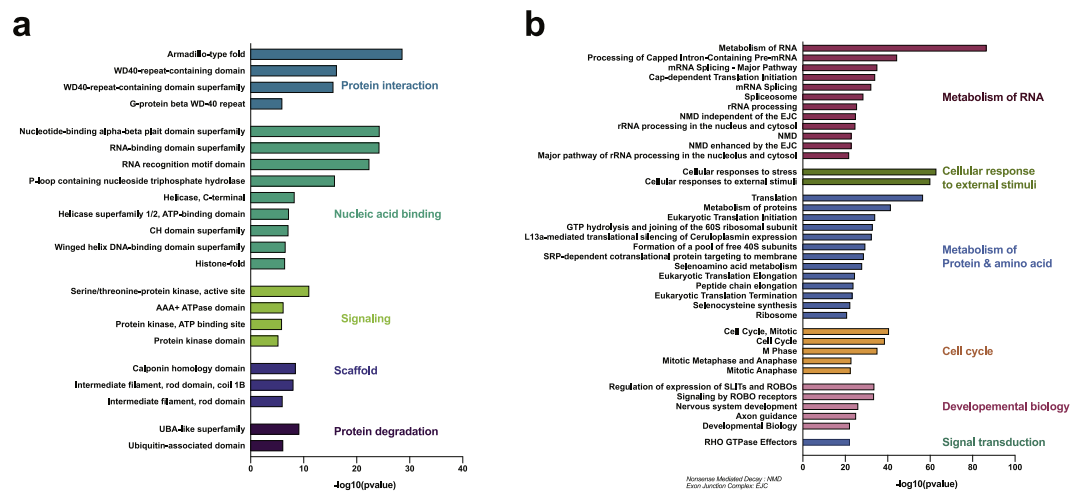 a
Armadillo-type fold
WD40-repeat-containing domain
WD40-repeat-containing domain superfamily
G-protein beta WD-40 repeat
Protein interaction
Nucleotide-binding alpha-beta plait domain superfamily
RNA-binding domain superfamily
RNA recognition motif domain
P-loop containing nucleoside triphosphate hydrolase
Helicase, C-terminal
Helicase superfamily 1/2, ATP-binding domain
CH domain superfamily
Winged helix DNA-binding domain superfamily
Histone-fold
Nucleic acid binding
Serine/threonine-protein kinase, active site
AAA+ ATPase domain
Protein kinase, ATP binding site
Protein kinase domain
Signaling
Calponin homology domain
Intermediate filament, rod domain, coil 1B
Intermediate filament, rod domain
Scaffold
UBA-like superfamily
Ubiquitin-associated domain
Protein degradation
0 10 20 30 40
-log10(pvalue)
b
Metabolism of RNA
Processing of Capped Intron-Containing Pre-mRNA
mRNA Splicing - Major Pathway
Cap-dependent Translation Initiation
mRNA Splicing
Spliceosome
rRNA processing
NMD independent of the EJC
rRNA processing in the nucleus and cytosol
NMD
NMD enhanced by the EJC
Major pathway of rRNA processing in the nucleolus and cytosol
Metabolism of RNA
Cellular responses to stress
Cellular responses to external stimuli
Cellular response
to external stimuli
Translation
Metabolism of proteins
Eukaryotic Translation Initiation
GTP hydrolysis and joining of the 60S ribosomal subunit
L13a-mediated translational silencing of Ceruloplasmin expression
Formation of a pool of free 40S subunits
SRP-dependent cotranslational protein targeting to membrane
Selenoamino acid metabolism
Eukaryotic Translation Elongation
Peptide chain elongation
Eukaryotic Translation Termination
Selenocysteine synthesis
Ribosome
Metabolism of
Protein & amino acid
Cell Cycle, Mitotic
Cell Cycle
M Phase
Mitotic Metaphase and Anaphase
Mitotic Anaphase
Cell cycle
Regulation of expression of SLITs and ROBOs
Signaling by ROBO receptors
Nervous system development
Axon guidance
Developmental Biology
Developemental biology
RHO GTPase Effectors
Signal transduction
0 20 40 60 80 100
-log10(pvalue)
Nonsense Mediated Decay : NMD
Exon Junction Complex: EJC